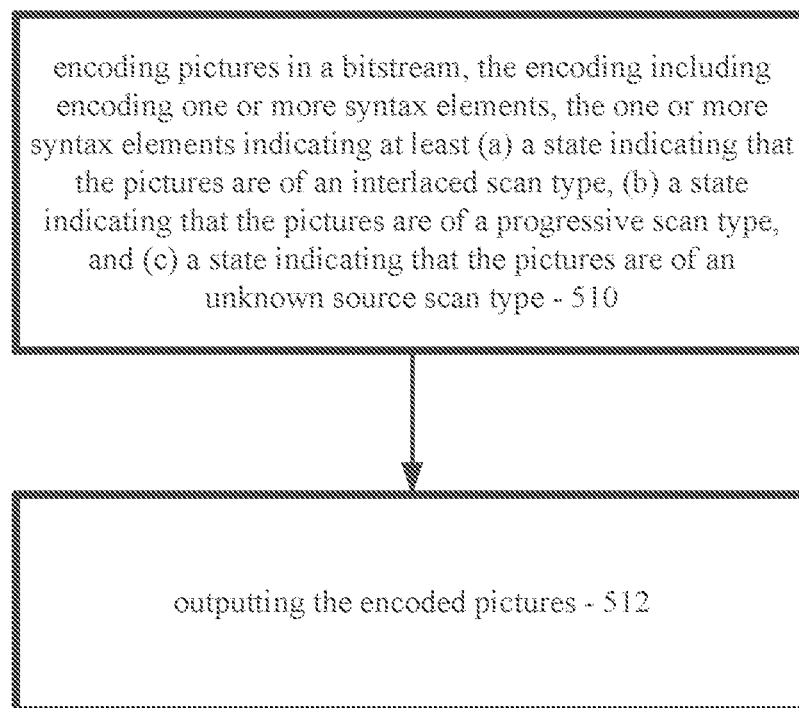 encoding pictures in a bitstream, the encoding including
encoding one or more syntax elements, the one or more
syntax elements indicating at least (a) a state indicating that
the pictures are of an interlaced scan type, (b) a state
indicating that the pictures are of a progressive scan type,
and (c) a state indicating that the pictures are of an
unknown source scan type - 510
outputting the encoded pictures - 512